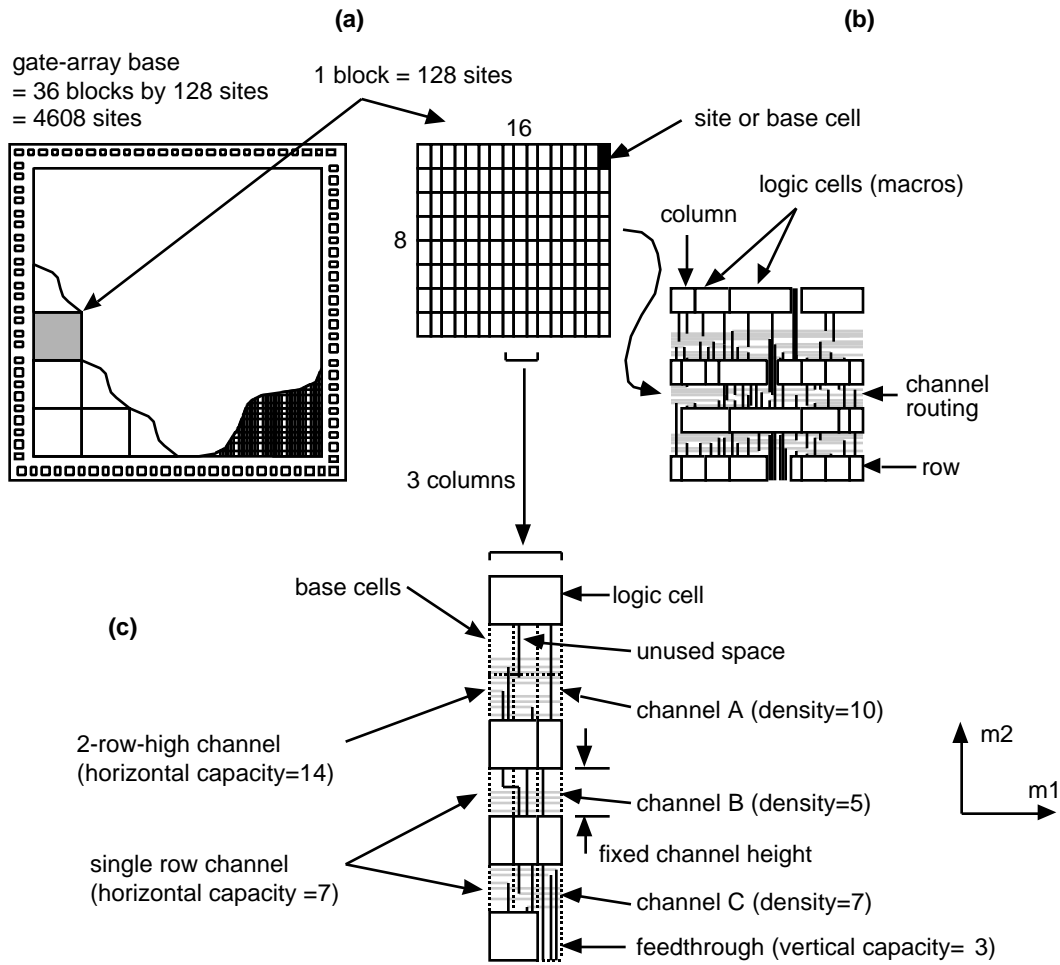 (a)
(b)
gate-array base
= 36 blocks by 128 sites
= 4608 sites
1 block = 128 sites
16
site or base cell
8
logic cells (macros)
column
channel
routing
row
3 columns
base cells
logic cell
(c)
unused space
channel A (density=10)
2-row-high channel
(horizontal capacity=14)
m2
m1
channel B (density=5)
fixed channel height
single row channel
(horizontal capacity =7)
channel C (density=7)
feedthrough (vertical capacity= 3)